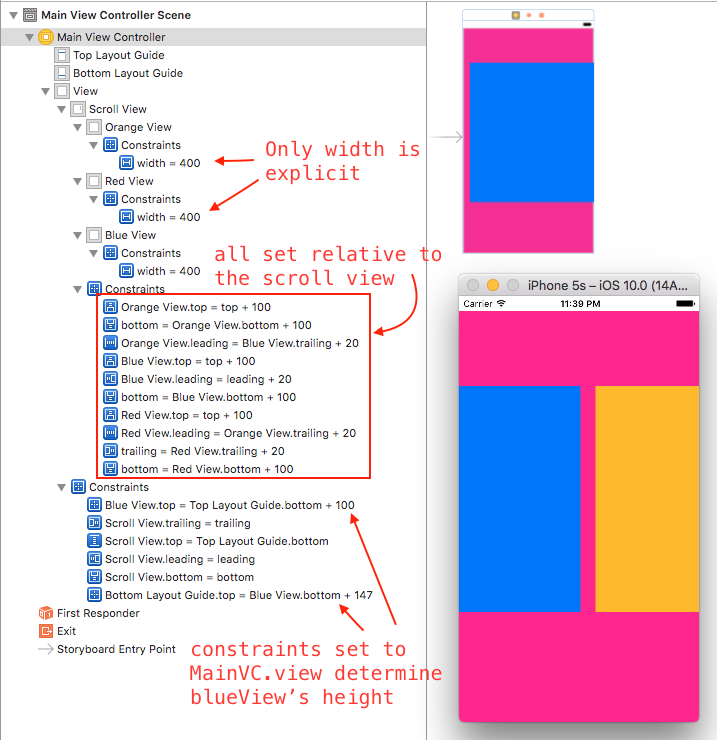 Main View Controller Scene
Main View Controller
Top Layout Guide
Bottom Layout Guide
View
Scroll View
Orange View
Constraints
width = 400
Only width is
explicit
Red View
Constraints
width = 400
Blue View
Constraints
width = 400
all set relative to
the scroll view
Constraints
Orange View.top = top + 100
bottom = Orange View.bottom + 100
Orange View.leading = Blue View.trailing + 20
Blue View.top = top + 100
Blue View.leading = leading + 20
bottom = Blue View.bottom + 100
Red View.top = top + 100
Red View.leading = Orange View.trailing + 20
trailing = Red View.trailing + 20
bottom = Red View.bottom + 100
Constraints
Blue View.top = Top Layout Guide.bottom + 100
Scroll View.trailing = trailing
Scroll View.top = Top Layout Guide.bottom
Scroll View.leading = leading
Scroll View.bottom = bottom
Bottom Layout Guide.top = Blue View.bottom + 147
First Responder
Exit
Storyboard Entry Point
constraints set to
MainVC.view determine
blueView’s height
iPhone 5s – iOS 10.0 (14A...
Carrier
11:39 PM